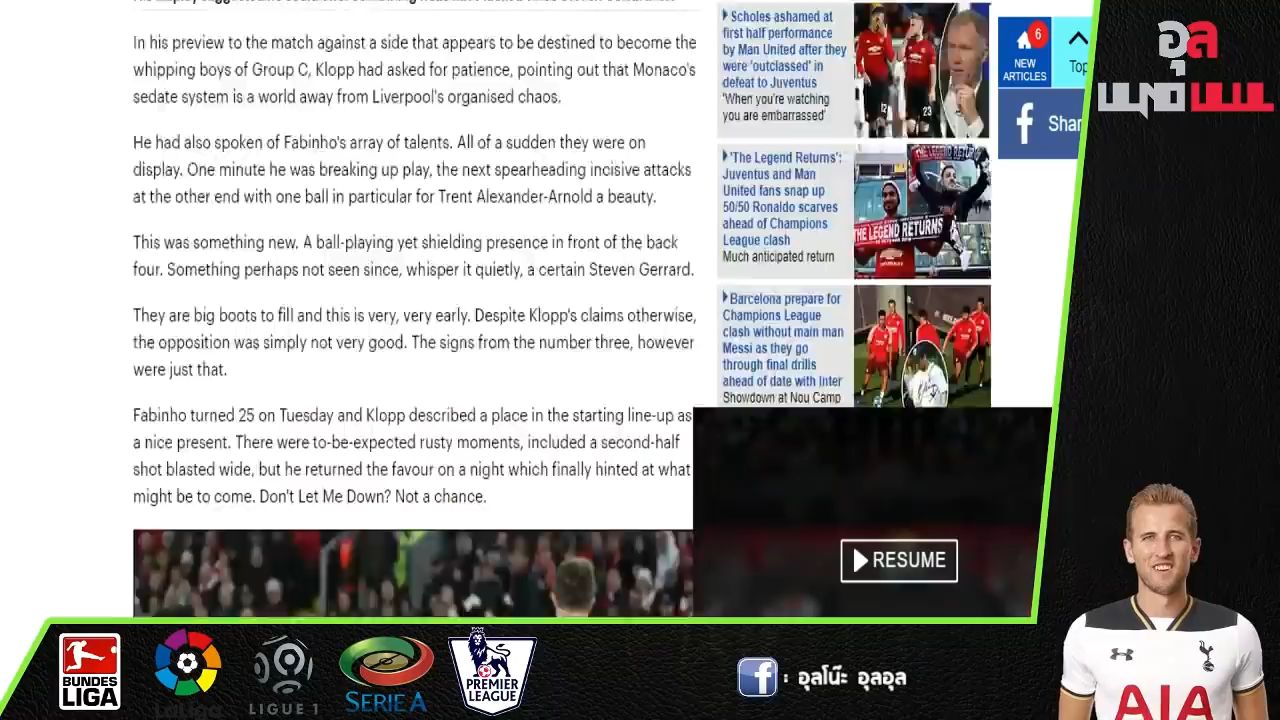 In his preview to the match against a side that appears to be destined to become the
whipping boys of Group C, Klopp had asked for patience, pointing out that Monaco's
sedate system is a world away from Liverpool's organised chaos.
He had also spoken of Fabinho's array of talents. All of a sudden they were on
display. One minute he was breaking up play, the next spearheading incisive attacks
at the other end with one ball in particular for Trent Alexander-Arnold a beauty.
This was something new. A ball-playing yet shielding presence in front of the back
four. Something perhaps not seen since, whisper it quietly, a certain Steven Gerrard.
They are big boots to fill and this is very, very early. Despite Klopp's claims otherwise,
the opposition was simply not very good. The signs from the number three, however
were just that.
Fabinho turned 25 on Tuesday and Klopp described a place in the starting line-up as
a nice present. There were to-be-expected rusty moments, included a second-half
shot blasted wide, but he returned the favour on a night which finally hinted at what
might be to come. Don't Let Me Down? Not a chance.
Scholes ashamed at
first half performance
by Man United after they
were 'outclassed' in
defeat to Juventus
'When you're watching
you are embarrassed'
12
23
'The Legend Returns':
Juventus and Man
United fans snap up
50/50 Ronaldo scarves
ahead of Champions
League clash
Much anticipated return
THE LEGEND RETURNS
Barcelona prepare for
Champions League
clash without main man
Messi as they go
through final drills
ahead of date with Inter
Showdown at Nou Camp
6
NEW
ARTICLES
Top
f Shar
RESUME
อุล
BUNDES
LIGA
LaLiga
LIGUE 1
SERIE A
PREMIER
LEAGUE
f : อุลโน๊ะ อุลอุล
AIA